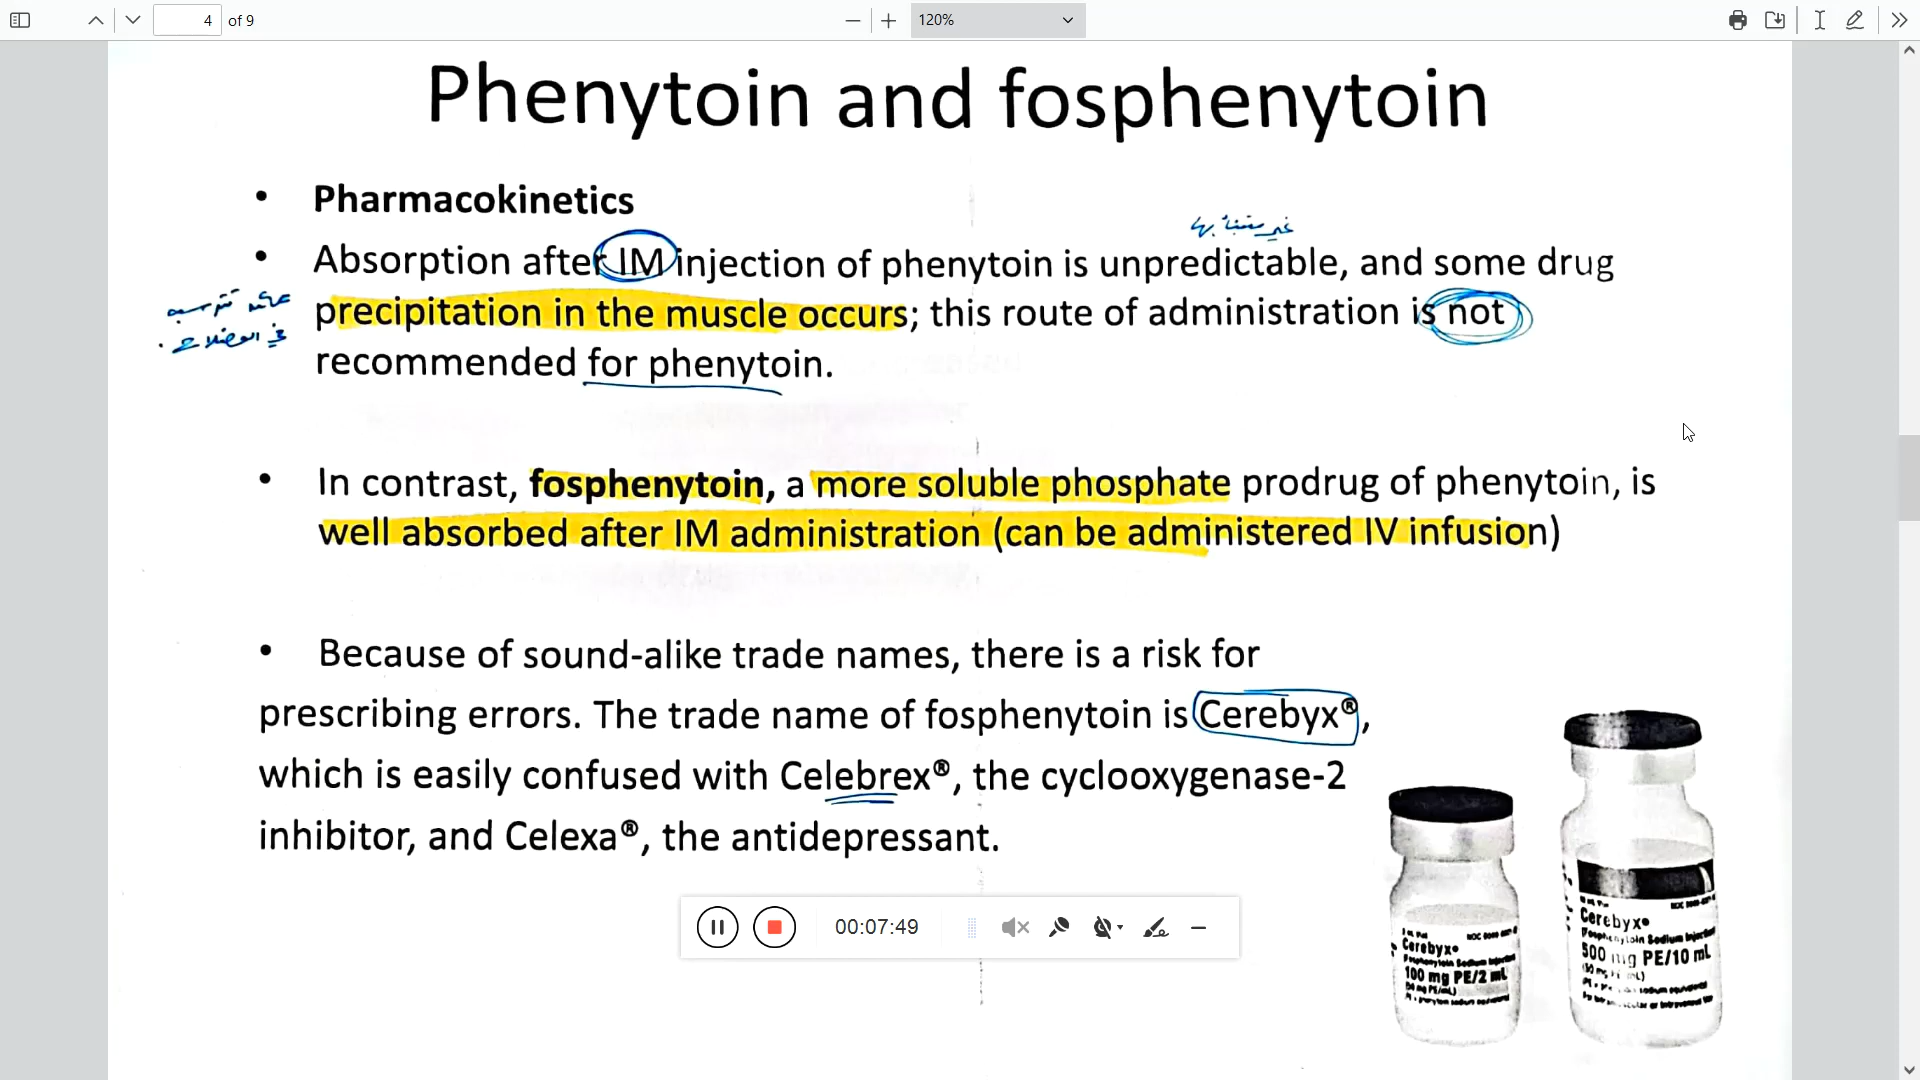 4 of 9
120%
Phenytoin and fosphenytoin
• Pharmacokinetics
غير متنبأ بها
• Absorption after IM injection of phenytoin is unpredictable, and some drug
precipitation in the muscle occurs; this route of administration is not
في العضلات
recommended for phenytoin.
• In contrast, fosphenytoin, a more soluble phosphate prodrug of phenytoin, is
well absorbed after IM administration (can be administered IV infusion)
• Because of sound-alike trade names, there is a risk for
prescribing errors. The trade name of fosphenytoin is Cerebyx®,
which is easily confused with Celebrex®, the cyclooxygenase-2
inhibitor, and Celexa®, the antidepressant.
00:07:49
Cerebyx®
100 mg PE/2 mL
Cerebyx®
500 mg PE/10 mL